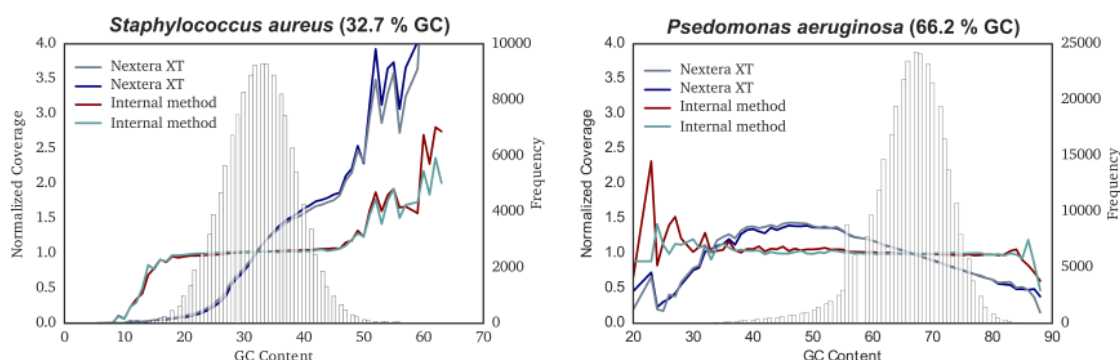 Staphylococcus aureus (32.7 % GC)
4.0
3.5
3.0
2.5
2.0
1.5
1.0
0.5
0.0
Normalized Coverage
Nextera XT
Nextera XT
Internal method
Internal method
10000
8000
6000
4000
2000
0
Frequency
0 10 20 30 40 50 60 70
GC Content
Psedomonas aeruginosa (66.2 % GC)
4.0
3.5
3.0
2.5
2.0
1.5
1.0
0.5
0.0
Normalized Coverage
Nextera XT
Nextera XT
Internal method
Internal method
25000
20000
15000
10000
5000
0
Frequency
20 30 40 50 60 70 80 90
GC Content